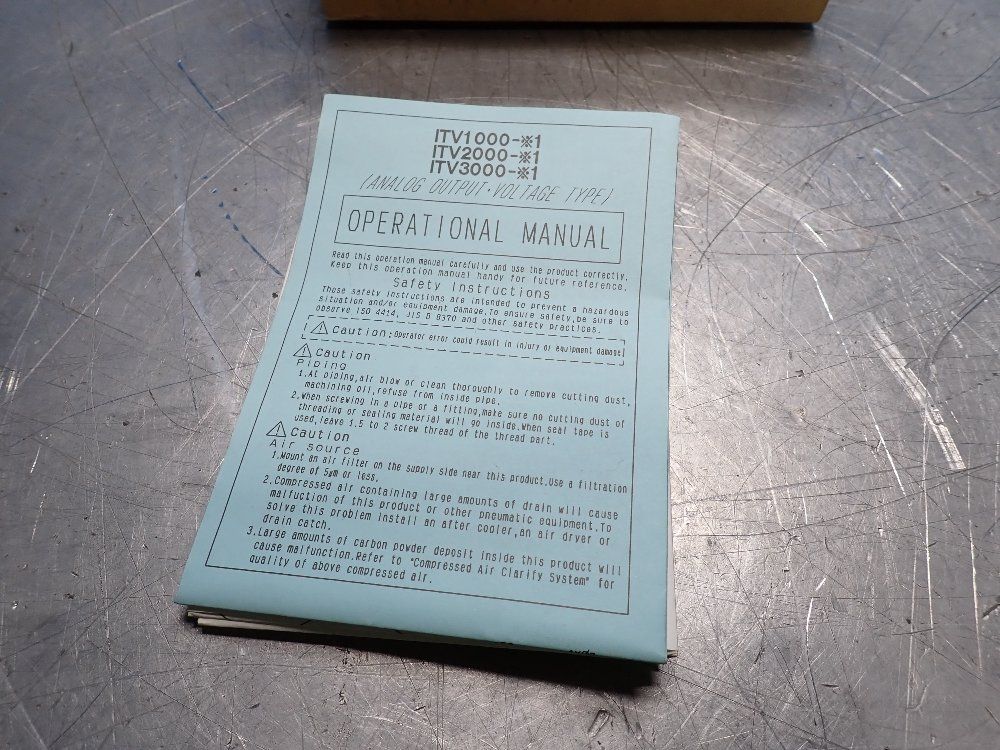 ITV1000-※1
ITV2000-※1
ITV3000-※1
(ANALOG OUTPUT·VOLTAGE TYPE)
OPERATIONAL MANUAL
Read this operation manual carefully and use the product correctly.
Keep this operation manual handy for future reference.
Safety Instructions
These safety instructions are intended to prevent a hazardous
situation and/or equipment damage.To ensure safety,be sure to
observe ISO 4414, JIS B 8370 and other safety practices.
Caution:Operator error could result in injury or equipment damage
Caution
Piping
1.At piping,air blow or clean thoroughly to remove cutting dust,
machining oil,refuse from inside pipe.
2.When screwing in a pipe or a fitting,make sure no cutting dust of
threading or sealing material will go inside.When seal tape is
used,leave 1.5 to 2 screw thread of the thread part.
Caution
Air source
1.Mount an air filter on the supply side near this product.Use a filtration
degree of 5μm or less.
2.Compressed air containing large amounts of drain will cause
malfuction of this product or other pneumatic equipment.To
solve this problem install an after cooler,an air dryer or
drain catch.
3.Large amounts of carbon powder deposit inside this product will
cause malfunction.Refer to "Compressed Air Clarify System" for
quality of above compressed air.